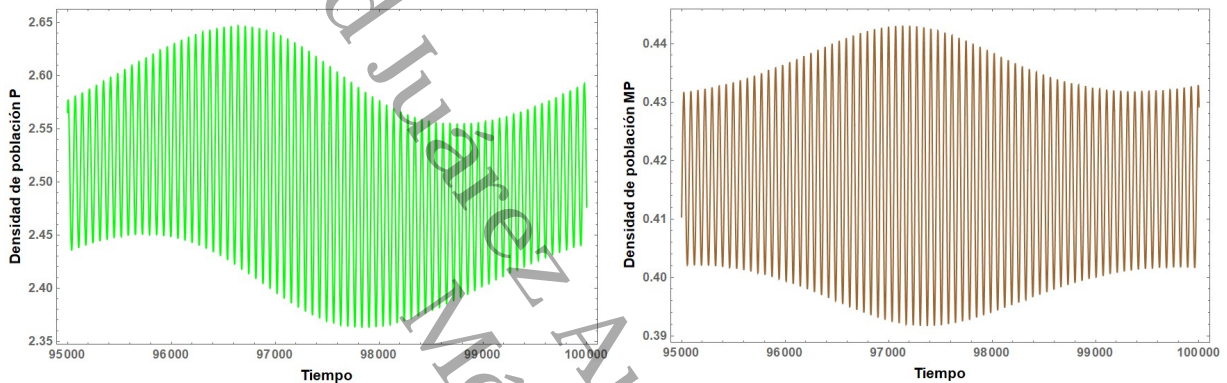 Densidad de población P
2.65
2.60
2.55
2.50
2.45
2.40
2.35
95000 96000 97000 98000 99000 100000
Tiempo
Densidad de población MP
0.44
0.43
0.42
0.41
0.40
0.39
95000 96000 97000 98000 99000 100000
Tiempo
d Juárez A
Mé